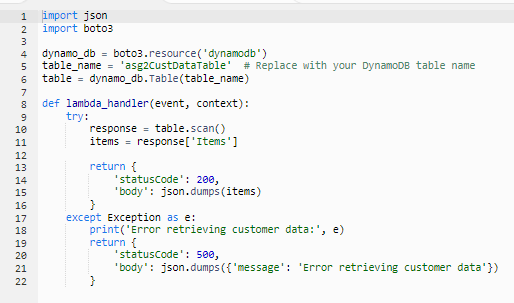 1 import json
2 import boto3
3
4 dynamo_db = boto3.resource('dynamodb')
5 table_name = 'asg2CustDataTable'  # Replace with your DynamoDB table name
6 table = dynamo_db.Table(table_name)
7
8 def lambda_handler(event, context):
9     try:
10         response = table.scan()
11         items = response['Items']
12
13         return {
14             'statusCode': 200,
15             'body': json.dumps(items)
16         }
17     except Exception as e:
18         print('Error retrieving customer data:', e)
19         return {
20             'statusCode': 500,
21             'body': json.dumps({'message': 'Error retrieving customer data'})
22         }